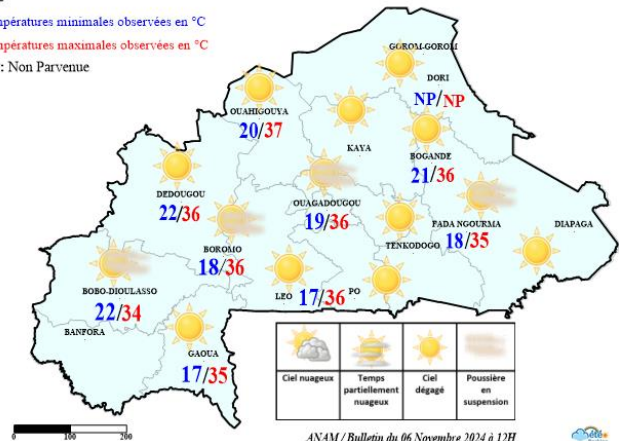 mpératures minimales observées en °C
mpératures maximales observées en °C
: Non Parvenue
GOROM-GOROM
DORI
NP/NP
OUAHIGOUYA
20/37
KAYA
BOGANDE
21/36
DEDOUGOU
22/36
OUAGADOUGOU
19/36
FADA NGOURMA
18/35
DIAPAGA
TENKODOGO
BOROMO
18/36
BOBO-DIOULASSO
22/34
LEO
17/36
PO
BANFORA
GAOUA
17/35
Ciel nuageux
Temps
partiellement
nuageux
Ciel
dégagé
Poussière
en
suspension
0 100 200
ANAM / Bulletin du 06 Novembre 2024 à 12H